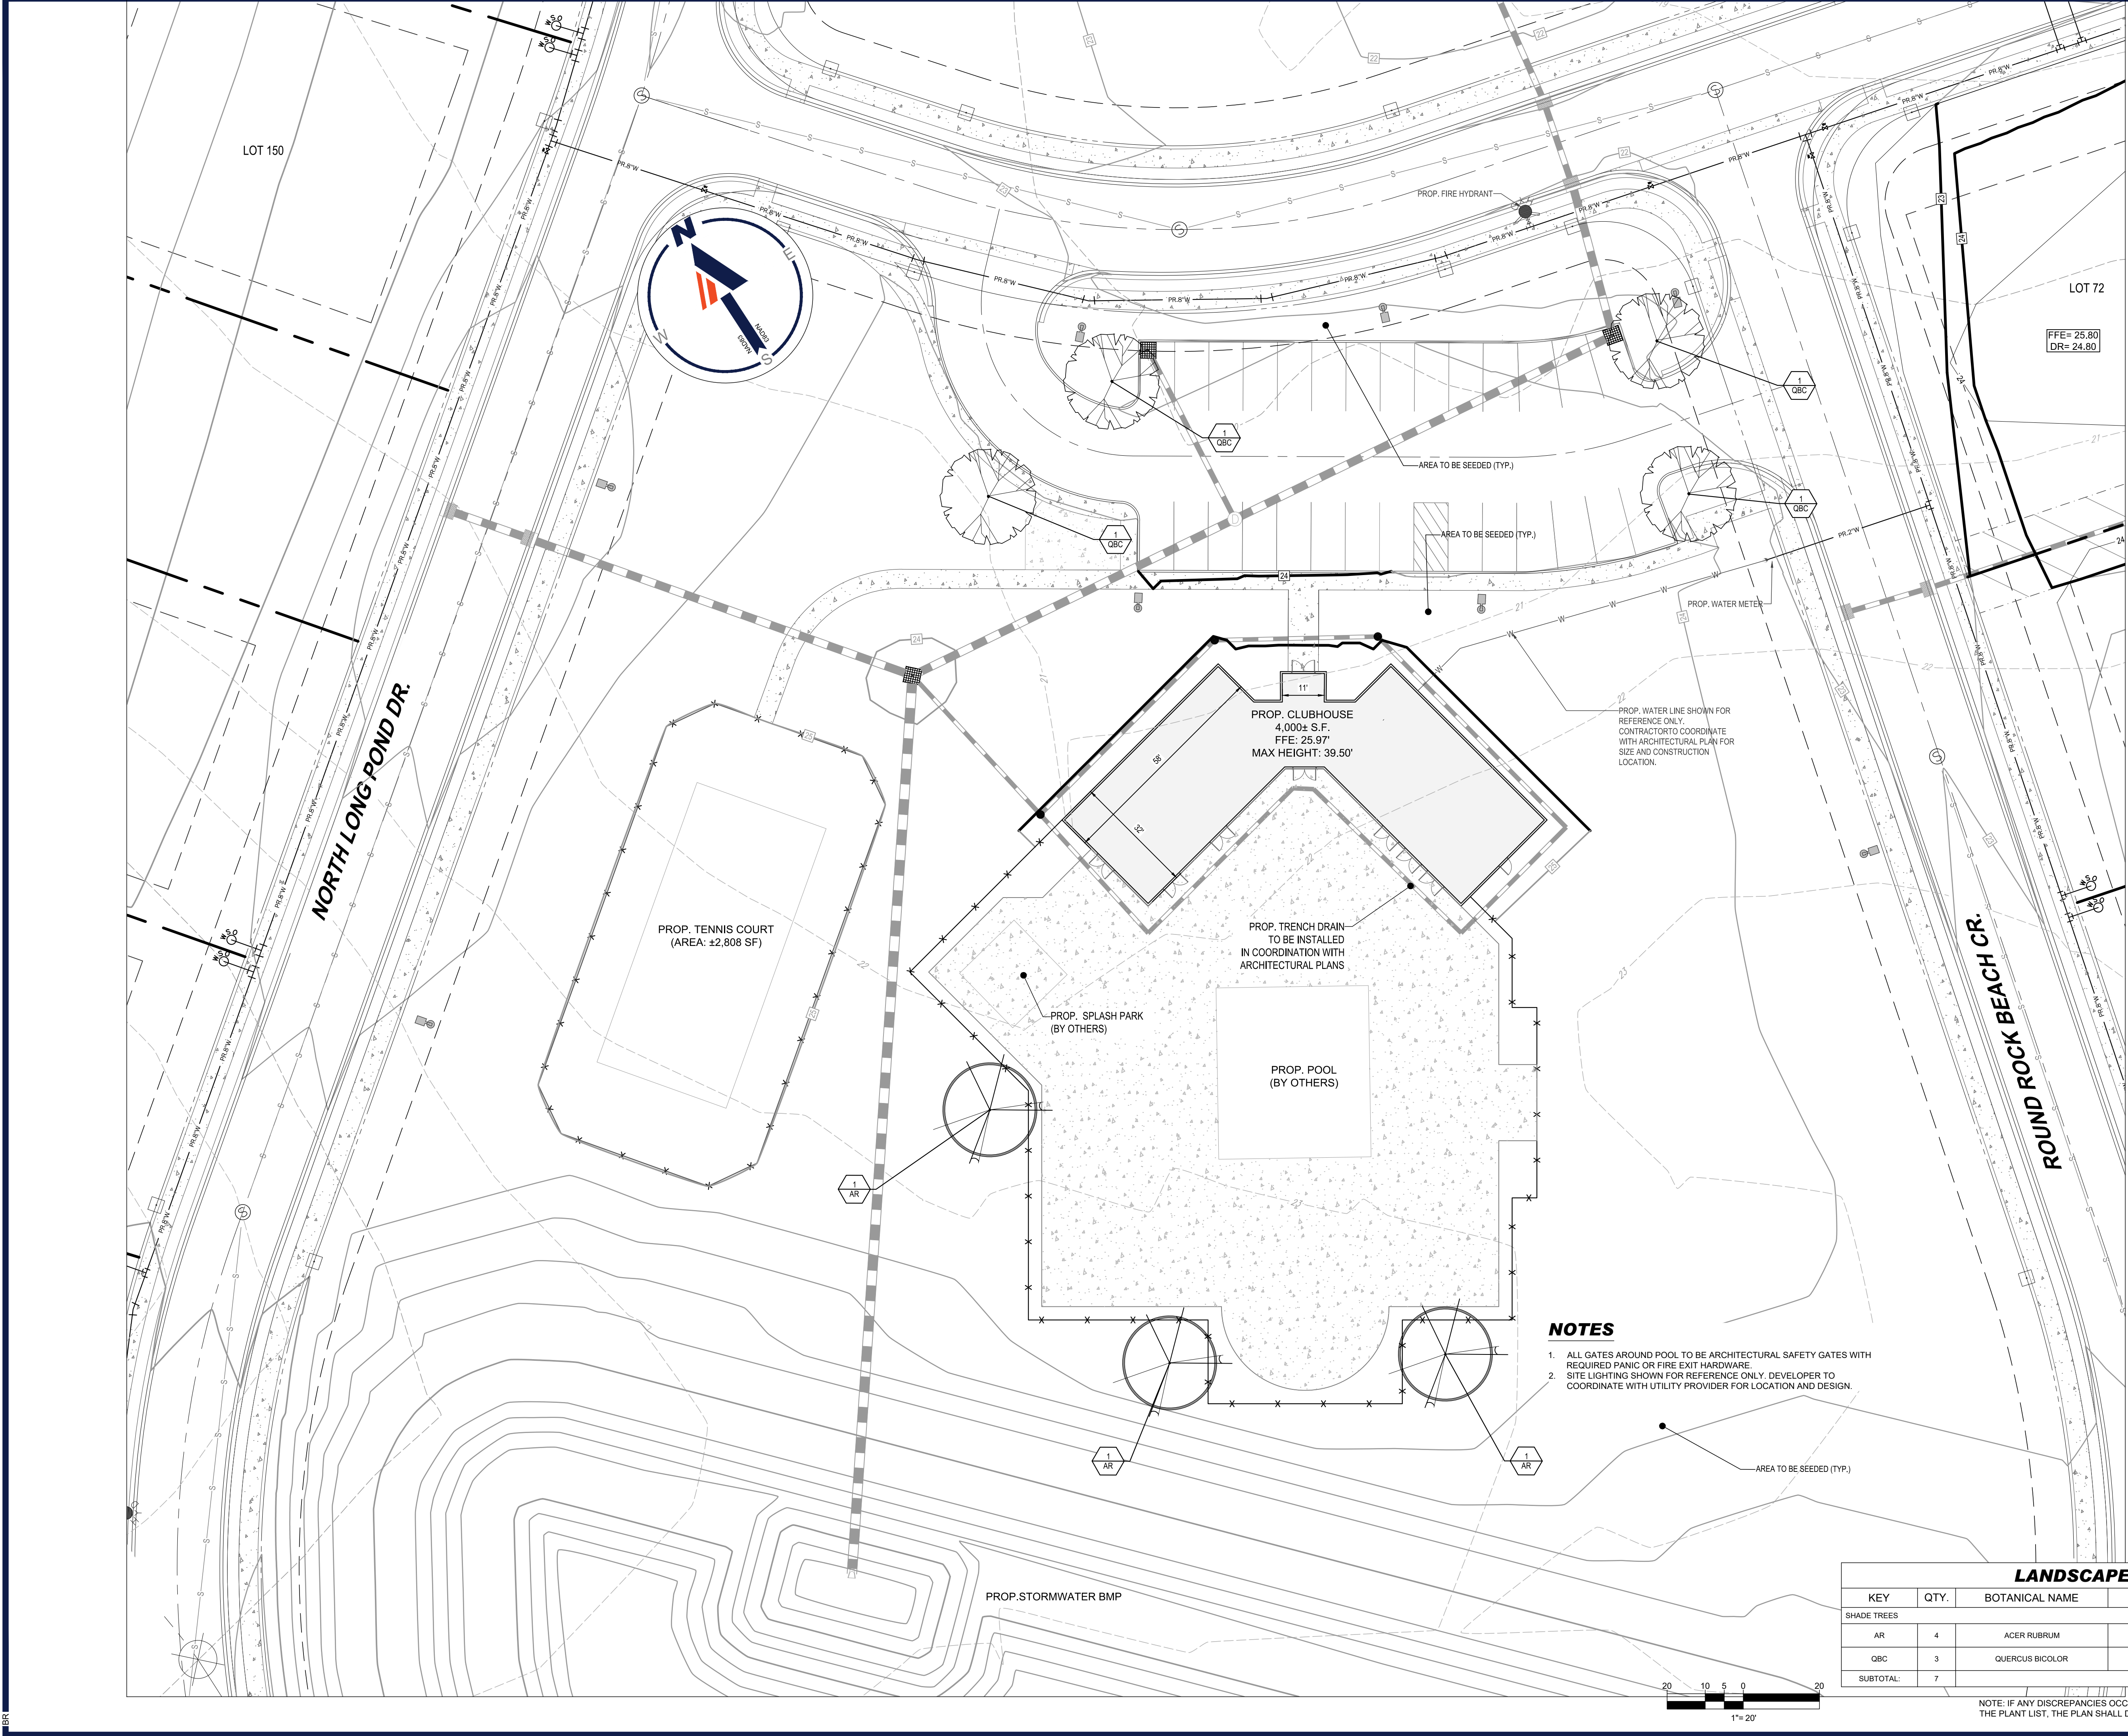 LOT 150
PROP. FIRE HYDRANT
LOT 72
FFE= 25.80
DR= 24.80
N
E
S
W
NAD83
1
QBC
1
QBC
1
QBC
1
QBC
AREA TO BE SEEDED (TYP.)
AREA TO BE SEEDED (TYP.)
PR.2"W
PR.8"W
PROP. WATER METER
24
24
11'
PROP. CLUBHOUSE
4,000± S.F.
FFE: 25.97'
MAX HEIGHT: 39.50'
58'
32'
PROP. WATER LINE SHOWN FOR
REFERENCE ONLY.
CONTRACTORTO COORDINATE
WITH ARCHITECTURAL PLAN FOR
SIZE AND CONSTRUCTION
LOCATION.
NORTH LONG POND DR.
PROP. TENNIS COURT
(AREA: ±2,808 SF)
PROP. TRENCH DRAIN
TO BE INSTALLED
IN COORDINATION WITH
ARCHITECTURAL PLANS
PROP. SPLASH PARK
(BY OTHERS)
PROP. POOL
(BY OTHERS)
ROUND ROCK BEACH CR.
1
AR
1
AR
1
AR
NOTES
1. ALL GATES AROUND POOL TO BE ARCHITECTURAL SAFETY GATES WITH
REQUIRED PANIC OR FIRE EXIT HARDWARE.
2. SITE LIGHTING SHOWN FOR REFERENCE ONLY. DEVELOPER TO
COORDINATE WITH UTILITY PROVIDER FOR LOCATION AND DESIGN.
AREA TO BE SEEDED (TYP.)
PROP.STORMWATER BMP
LANDSCAPE
KEY QTY. BOTANICAL NAME
SHADE TREES
AR 4 ACER RUBRUM
QBC 3 QUERCUS BICOLOR
SUBTOTAL: 7
20 10 5 0 20
1"= 20'
NOTE: IF ANY DISCREPANCIES OCC
THE PLANT LIST, THE PLAN SHALL
BR